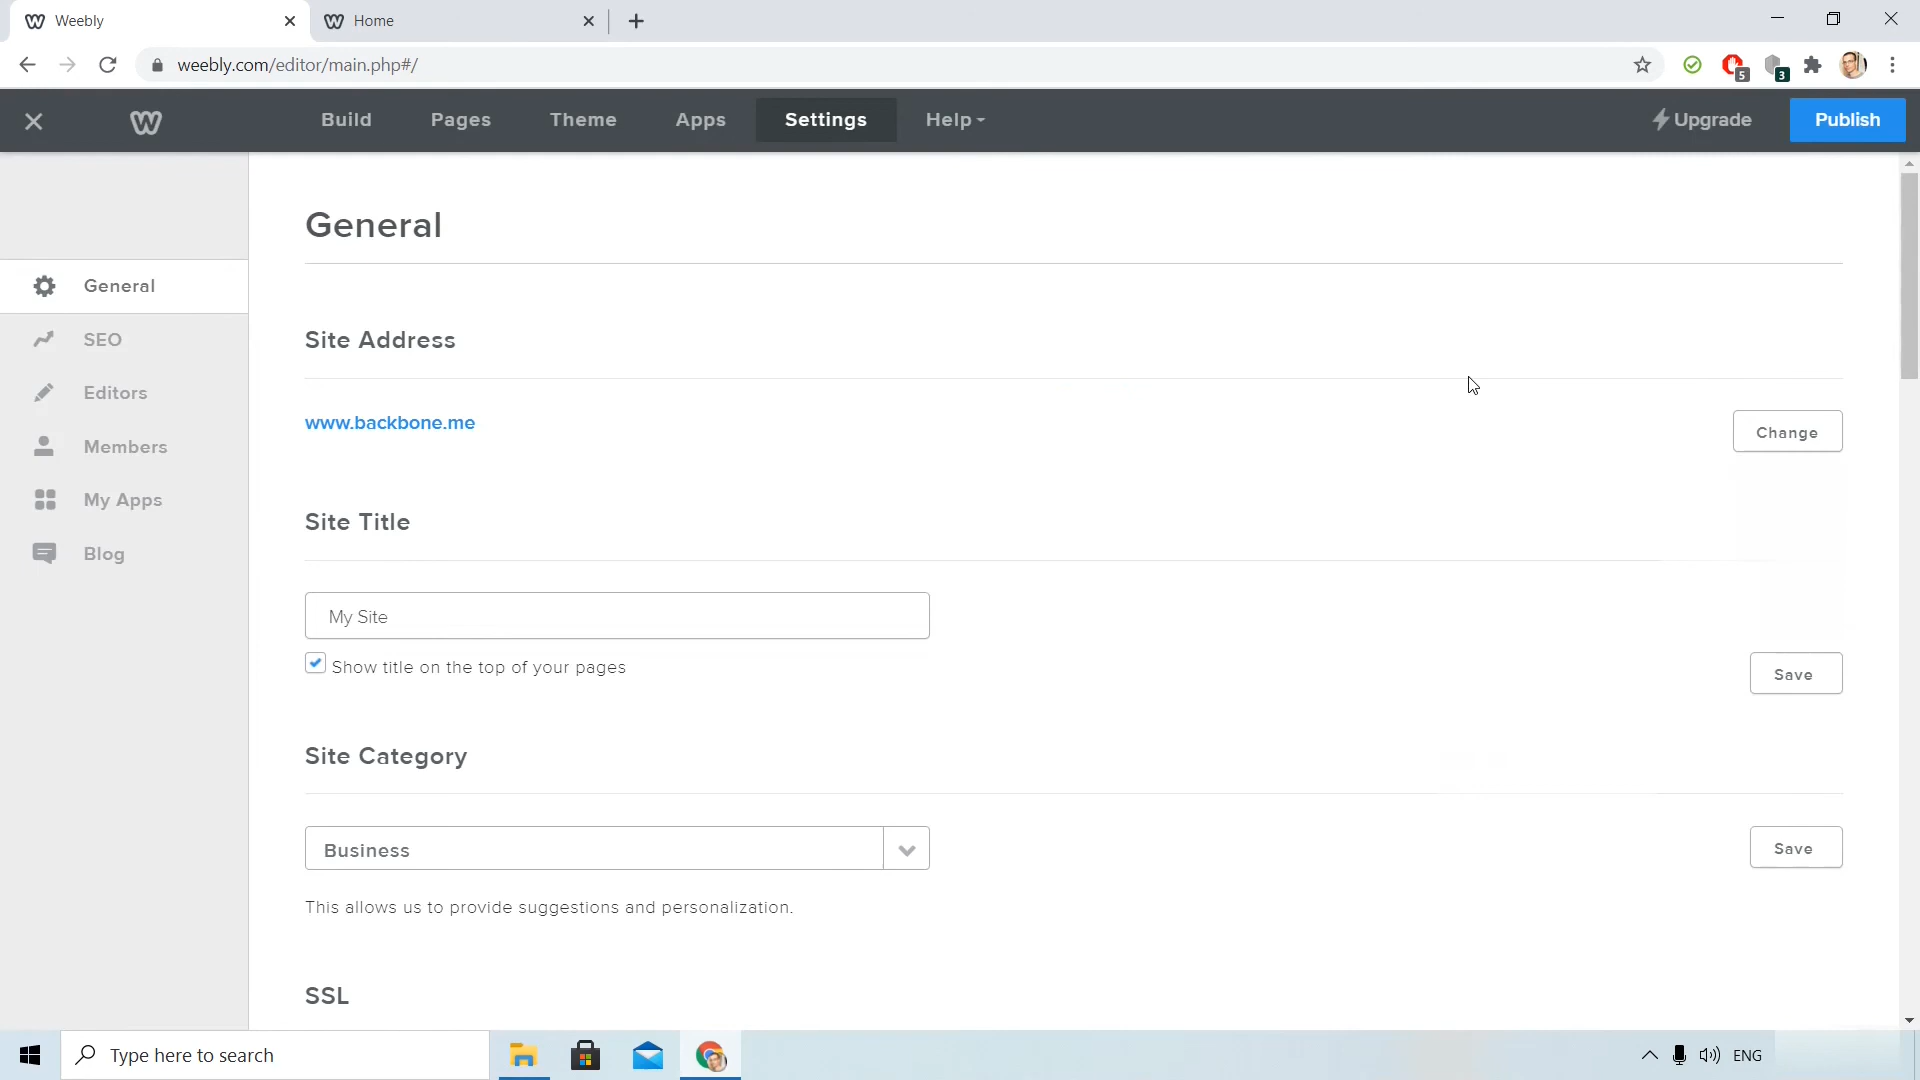 Weebly
Home
weebly.com/editor/main.php#/
5
3
Build
Pages
Theme
Apps
Settings
Help
Upgrade
Publish
General
SEO
Editors
Members
My Apps
Blog
General
Site Address
www.backbone.me
Change
Site Title
My Site
Show title on the top of your pages
Save
Site Category
Business
Save
This allows us to provide suggestions and personalization.
SSL
Type here to search
ENG